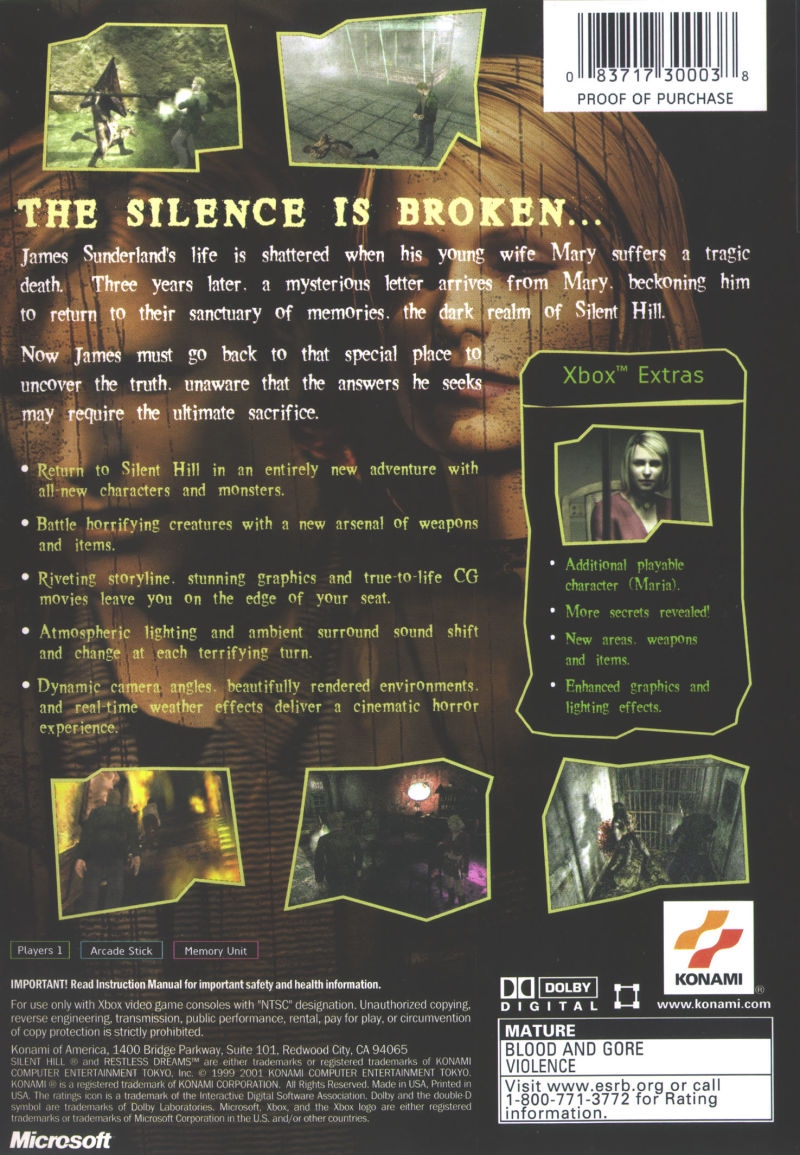 0 83717 30003 8
PROOF OF PURCHASE
THE SILENCE IS BROKEN...
James Sunderland's life is shattered when his young wife Mary suffers a tragic
death. Three years later, a mysterious letter arrives from Mary, beckoning him
to return to their sanctuary of memories, the dark realm of Silent Hill.
Now James must go back to that special place to
uncover the truth, unaware that the answers he seeks
may require the ultimate sacrifice.
• Return to Silent Hill in an entirely new adventure with
all-new characters and monsters.
• Battle horrifying creatures with a new arsenal of weapons
and items.
• Riveting storyline, stunning graphics and true-to-life CG
movies leave you on the edge of your seat.
• Atmospheric lighting and ambient surround sound shift
and change at each terrifying turn.
• Dynamic camera angles, beautifully rendered environments,
and real-time weather effects deliver a cinematic horror
experience.
Xbox™ Extras
• Additional playable
character (Maria).
• More secrets revealed!
• New areas, weapons
and items.
• Enhanced graphics and
lighting effects.
Players 1
Arcade Stick
Memory Unit
IMPORTANT! Read Instruction Manual for important safety and health information.
For use only with Xbox video game consoles with "NTSC" designation. Unauthorized copying,
reverse engineering, transmission, public performance, rental, pay for play, or circumvention
of copy protection is strictly prohibited.
Konami of America, 1400 Bridge Parkway, Suite 101, Redwood City, CA 94065
SILENT HILL ® and RESTLESS DREAMS™ are either trademarks or registered trademarks of KONAMI
COMPUTER ENTERTAINMENT TOKYO, Inc. © 1999 2001 KONAMI COMPUTER ENTERTAINMENT TOKYO.
KONAMI ® is a registered trademark of KONAMI CORPORATION. All Rights Reserved. Made in USA, Printed in
USA. The ratings icon is a trademark of the Interactive Digital Software Association. Dolby and the double-D
symbol are trademarks of Dolby Laboratories. Microsoft, Xbox, and the Xbox logo are either registered
trademarks or trademarks of Microsoft Corporation in the U.S. and/or other countries.
Microsoft
KONAMI ®
DOLBY
DIGITAL
www.konami.com
MATURE
BLOOD AND GORE
VIOLENCE
Visit www.esrb.org or call
1-800-771-3772 for Rating
information.